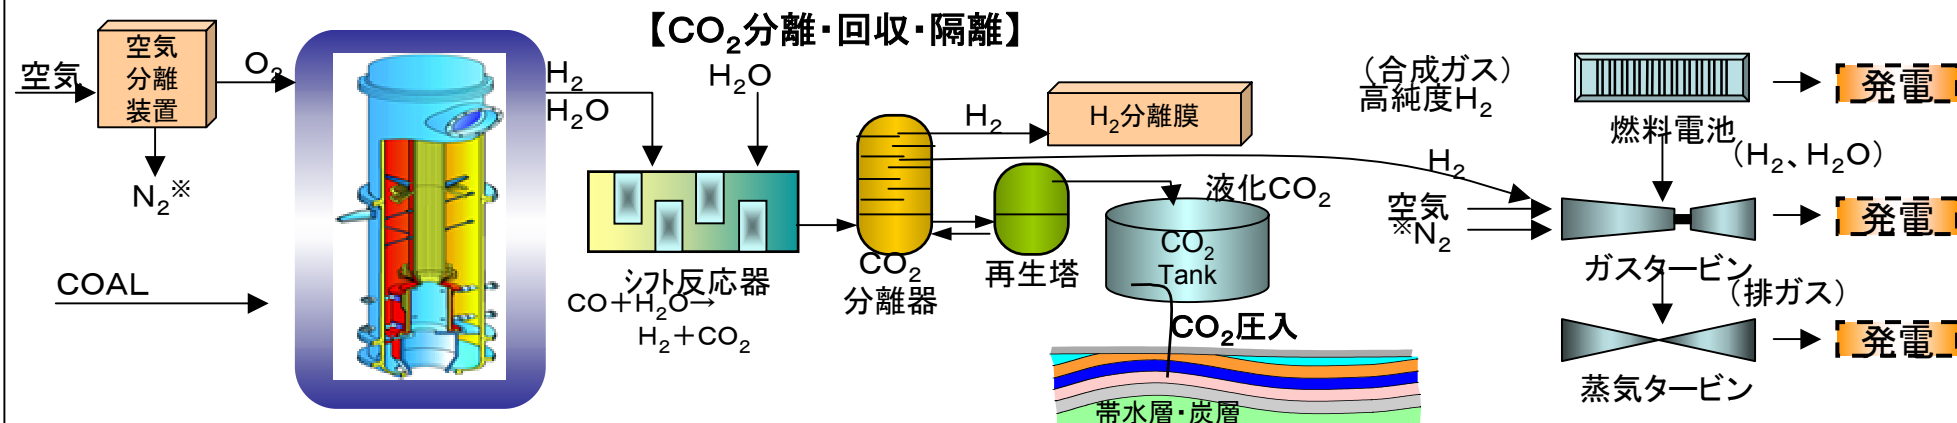 【CO₂分離・回収・隔離】
空気
空気
分離
装置
O₂
N₂※
COAL
H₂
H₂O
H₂O
シフト反応器
CO＋H₂O→
H₂＋CO₂
CO₂
分離器
H₂
H₂分離膜
再生塔
液化CO₂
CO₂
Tank
CO₂圧入
帯水層・炭層
（合成ガス）
高純度H₂
H₂
空気
※N₂
燃料電池
（H₂、H₂O）
発電
ガスタービン
発電
（排ガス）
蒸気タービン
発電